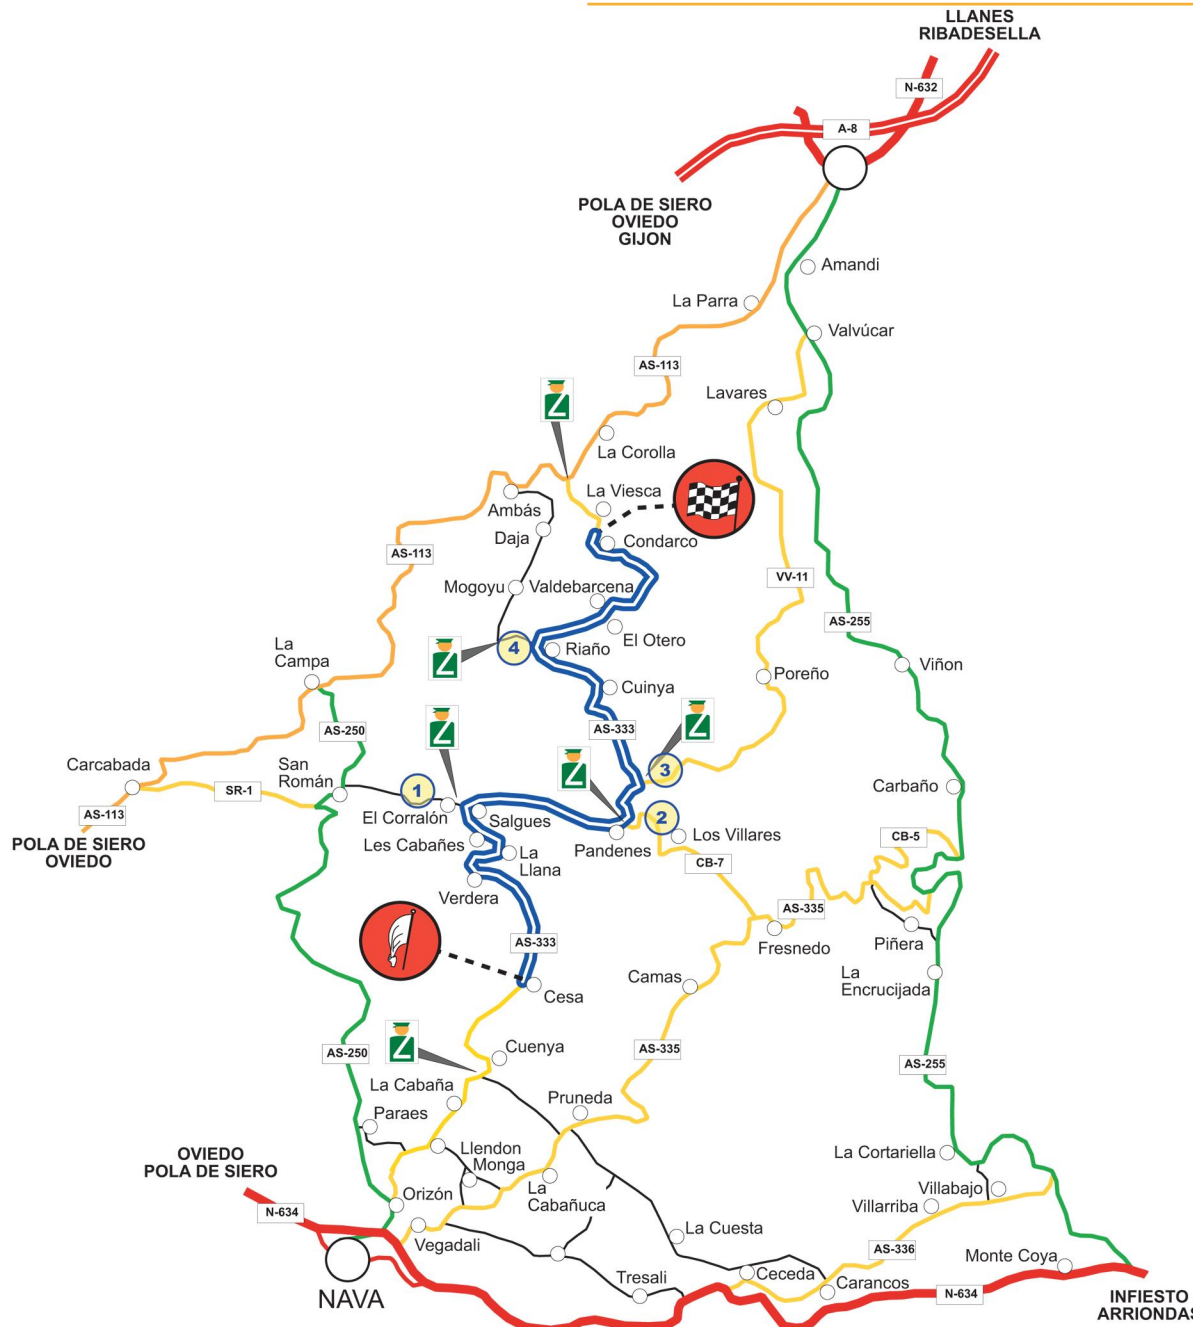 LLANES
RIBADESELLA
N-632
A-8
POLA DE SIERO
OVIEDO
GIJON
Amandi
La Parra
Valvúcar
AS-113
Lavares
Z
La Corolla
La Viesca
Ambás
Daja
Condarco
AS-113
VV-11
Mogoyu
Valdebarcena
AS-255
El Otero
La
Campa
Z
4
Riaño
Viñon
Poreño
Cuinya
Z
AS-250
Z
AS-333
Carcabada
San
Román
Z
3
SR-1
1
Carbaño
AS-113
El Corralón
Salgues
2
POLA DE SIERO
OVIEDO
Les Cabañes
Pandenes
Los Villares
CB-5
La
Llana
CB-7
Verdera
AS-335
AS-333
Fresnedo
Piñera
Camas
La
Encrucijada
Cesa
Z
Cuenya
AS-250
AS-335
AS-255
La Cabaña
Pruneda
Paraes
OVIEDO
POLA DE SIERO
Llendon
Monga
La Cortariella
Orizón
La
Cabañuca
Villabajo
Villarriba
N-634
Vegadali
La Cuesta
AS-336
Monte Coya
Tresali
Ceceda
Carancos
NAVA
N-634
INFIESTO
ARRIONDAS